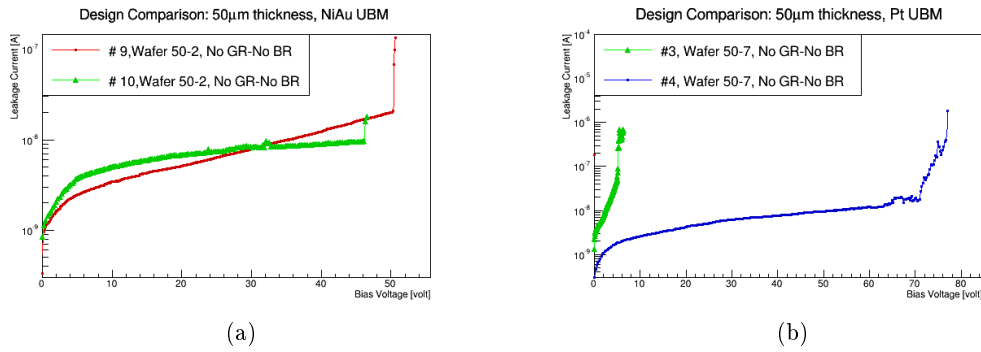 Design Comparison: 50μm thickness, NiAu UBM
Leakage Current [A]
10⁻⁷
10⁻⁸
10⁻⁹
# 9,Wafer 50-2, No GR-No BR
# 10,Wafer 50-2, No GR-No BR
0 10 20 30 40 50
Bias Voltage [volt]
(a)
Design Comparison: 50μm thickness, Pt UBM
Leakage Current [A]
10⁻⁴
10⁻⁵
10⁻⁶
10⁻⁷
10⁻⁸
10⁻⁹
#3, Wafer 50-7, No GR-No BR
#4, Wafer 50-7, No GR-No BR
0 10 20 30 40 50 60 70 80
Bias Voltage [volt]
(b)